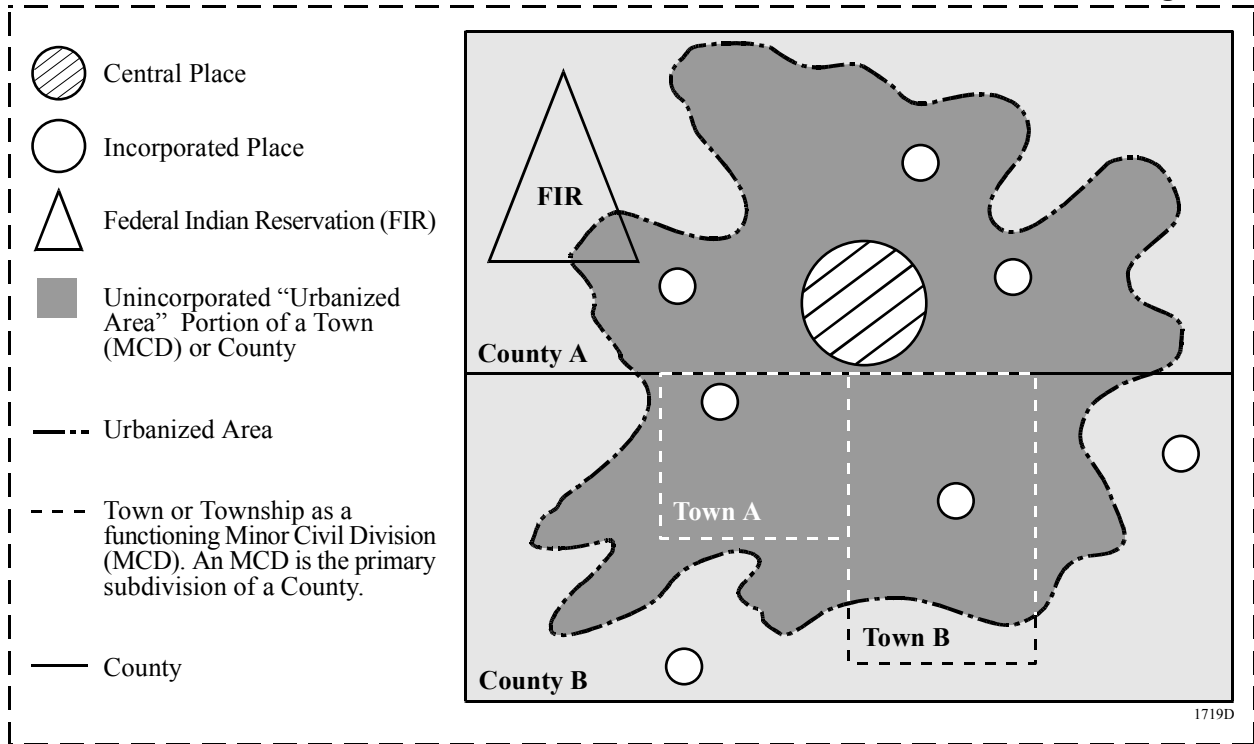 Central Place
Incorporated Place
Federal Indian Reservation (FIR)
Unincorporated “Urbanized
Area” Portion of a Town
(MCD) or County
Urbanized Area
Town or Township as a
functioning Minor Civil Division
(MCD). An MCD is the primary
subdivision of a County.
County
FIR
County A
Town A
Town B
County B
1719D